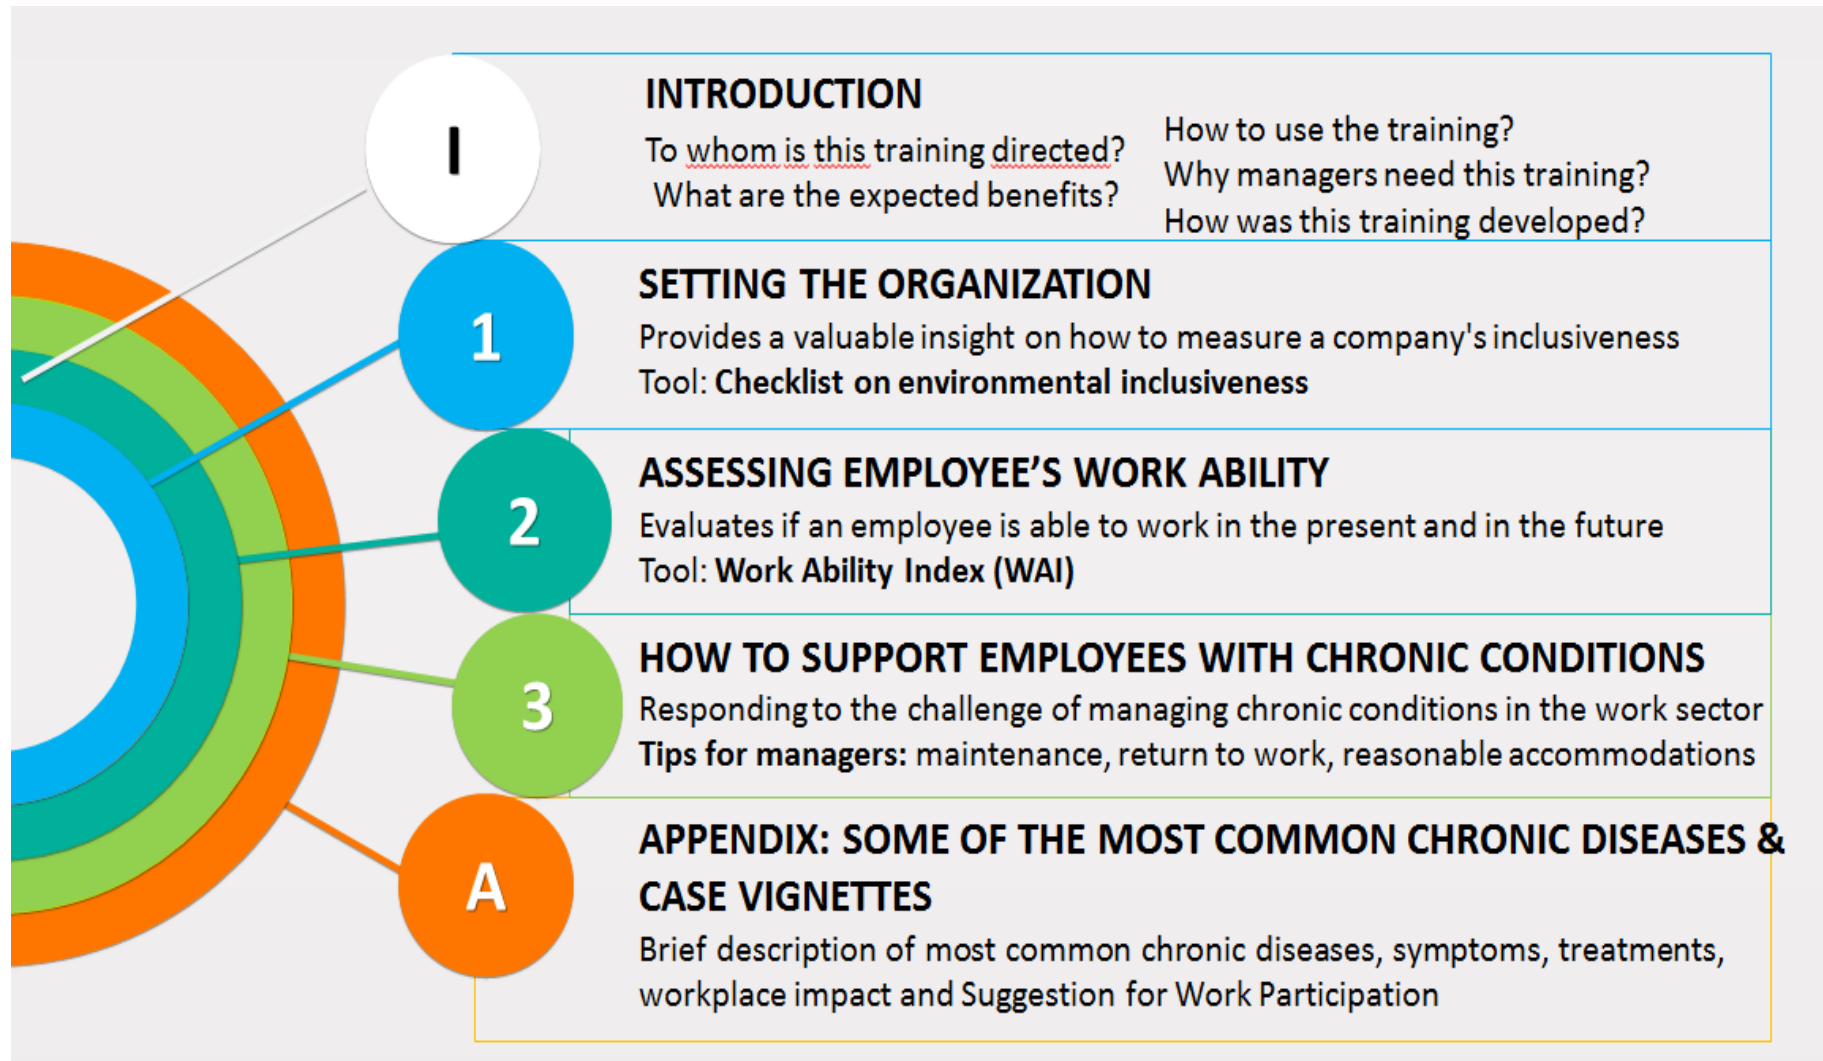 I
INTRODUCTION
To whom is this training directed?
What are the expected benefits?
How to use the training?
Why managers need this training?
How was this training developed?
1
SETTING THE ORGANIZATION
Provides a valuable insight on how to measure a company's inclusiveness
Tool: Checklist on environmental inclusiveness
2
ASSESSING EMPLOYEE’S WORK ABILITY
Evaluates if an employee is able to work in the present and in the future
Tool: Work Ability Index (WAI)
3
HOW TO SUPPORT EMPLOYEES WITH CHRONIC CONDITIONS
Responding to the challenge of managing chronic conditions in the work sector
Tips for managers: maintenance, return to work, reasonable accommodations
A
APPENDIX: SOME OF THE MOST COMMON CHRONIC DISEASES &
CASE VIGNETTES
Brief description of most common chronic diseases, symptoms, treatments,
workplace impact and Suggestion for Work Participation